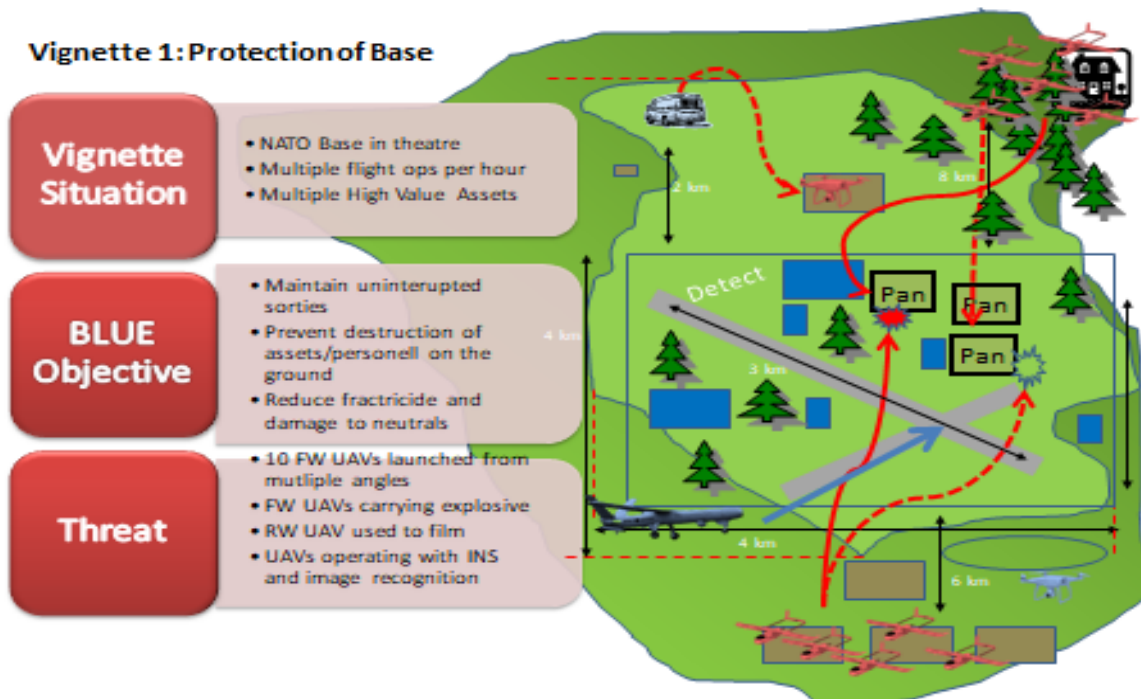 Vignette 1: Protection of Base
Vignette
Situation
• NATO Base in theatre
• Multiple flight ops per hour
• Multiple High Value Assets
BLUE
Objective
• Maintain uninterupted
sorties
• Prevent destruction of
assets/personell on the
ground
• Reduce fractricide and
damage to neutrals
Threat
• 10 FW UAVs launched from
mutliple angles
• FW UAVs carrying explosive
• RW UAV used to film
• UAVs operating with INS
and image recognition
2 km
8 km
Detect
Pan
Pan
Pan
4 km
3 km
4 km
6 km